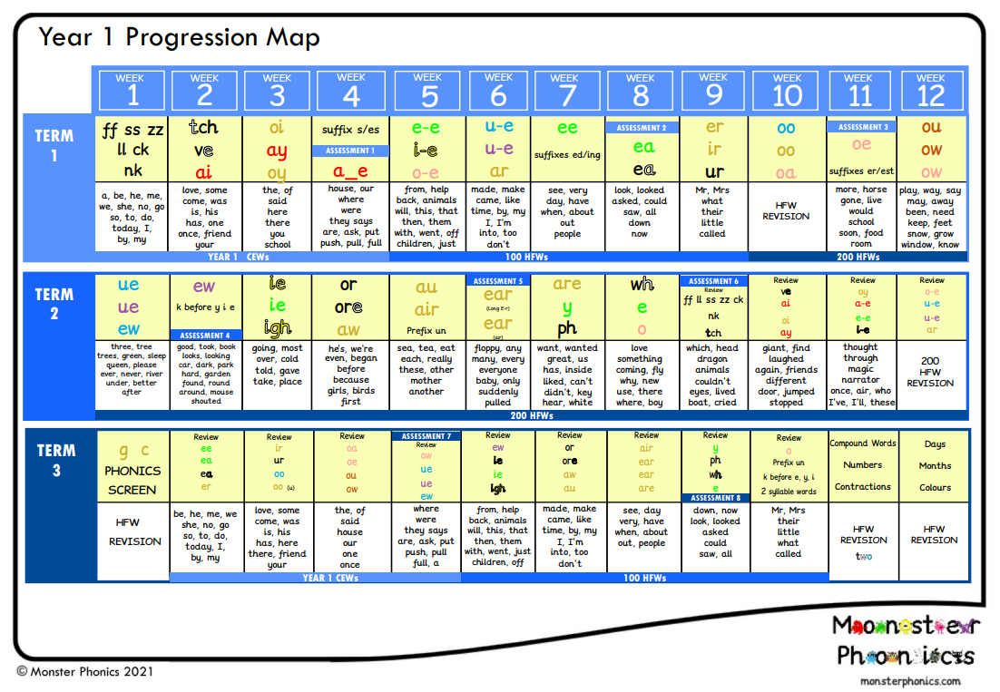 Year 1 Progression Map
WEEK 1
WEEK 2
WEEK 3
WEEK 4
WEEK 5
WEEK 6
WEEK 7
WEEK 8
WEEK 9
WEEK 10
WEEK 11
WEEK 12
TERM 1
ff ss zz
ll ck
nk
tch
ve
ai
oi
ay
oy
suffix s/es
ASSESSMENT 1
a_e
e-e
i-e
o-e
u-e
u-e
ar
ee
suffixes ed/ing
ASSESSMENT 2
ea
ea
er
ir
ur
oo
oo
oa
ASSESSMENT 3
oe
suffixes er/est
ou
ow
ow
a, be, he, me,
we, she, no, go
so, to, do,
today, I,
by, my
love, some
come, was
is, his
has, one
once, friend
your
the, of
said
here
there
you
school
house, our
where
were
they says
are, ask, put
push, pull, full
from, help
back, animals
will, this, that
then, them
with, went, off
children, just
made, make
came, like
time, by, my
I, I'm
into, too
don't
see, very
day, have
when, about
out
people
look, looked
asked, could
saw, all
down
now
Mr, Mrs
what
their
little
called
HFW
REVISION
more, horse
gone, live
would
school
soon, food
room
play, way, say
may, away
been, need
keep, feet
snow, grow
window, know
YEAR 1 CEWs
100 HFWs
200 HFWs
TERM 2
ue
ue
ew
ew
k before y i e
ASSESSMENT 4
ie
ie
igh
or
ore
aw
au
air
Prefix un
ASSESSMENT 5
ear
(Long E-r)
ear
(air)
are
y
ph
wh
e
o
ASSESSMENT 6
Review
ff ll ss zz ck
nk
tch
Review
ve
ai
oi
ay
Review
oy
a-e
e-e
i-e
Review
o-e
u-e
u-e
ar
three, tree
trees, green, sleep
queen, please
ever, never, river
under, better
after
good, took, book
looks, looking
car, dark, park
hard, garden
found, round
around, mouse
shouted
going, most
over, cold
told, gave
take, place
he's, we're
even, began
before
because
girls, birds
first
sea, tea, eat
each, really
these, other
mother
another
floppy, any
many, every
everyone
baby, only
suddenly
pulled
want, wanted
great, us
has, inside
liked, can't
didn't, key
hear, white
love
something
coming, fly
why, new
use, there
where, boy
which, head
dragon
animals
couldn't
eyes, lived
boat, cried
giant, find
laughed
again, friends
different
door, jumped
stopped
thought
through
magic
narrator
once, air, who
I've, I'll, these
200
HFW
REVISION
200 HFWs
TERM 3
g c
PHONICS
SCREEN
Review
ee
ea
ea
er
Review
ir
ur
oo
oo (u)
Review
oa
oe
ou
ow
ASSESSMENT 7
Review
ow
ue
ue
ew
Review
ew
ie
ie
igh
Review
or
ore
aw
au
Review
air
ear
ear
are
Review
y
ph
wh
e
ASSESSMENT 8
Review
o
Prefix un
k before e, y, i
2 syllable words
Compound Words
Numbers
Contractions
Days
Months
Colours
HFW
REVISION
be, he, me, we
she, no, go
so, to, do,
today, I,
by, my
love, some
come, was
is, his
has, here
there, friend
your
the, of
said
house
our
one
once
where
were
they says
are, ask, put
push, pull
full, a
from, help
back, animals
will, this, that
then, them
with, went, just
children, off
made, make
came, like
time, by, my
I, I'm
into, too
don't
see, day
very, have
when, about
out, people
down, now
look, looked
asked
could
saw, all
Mr, Mrs
their
little
what
called
HFW
REVISION
two
HFW
REVISION
YEAR 1 CEWs
100 HFWs
Monster
Phonics
monsterphonics.com
© Monster Phonics 2021